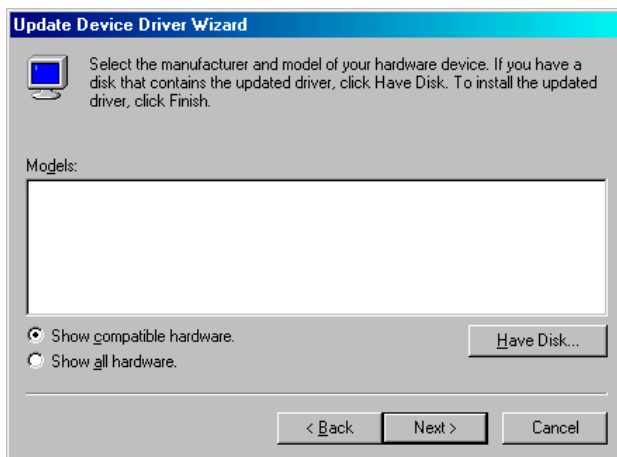 Update Device Driver Wizard
Select the manufacturer and model of your hardware device. If you have a
disk that contains the updated driver, click Have Disk. To install the updated
driver, click Finish.
Models:
Show compatible hardware.
Have Disk...
Show all hardware.
< Back
Next >
Cancel